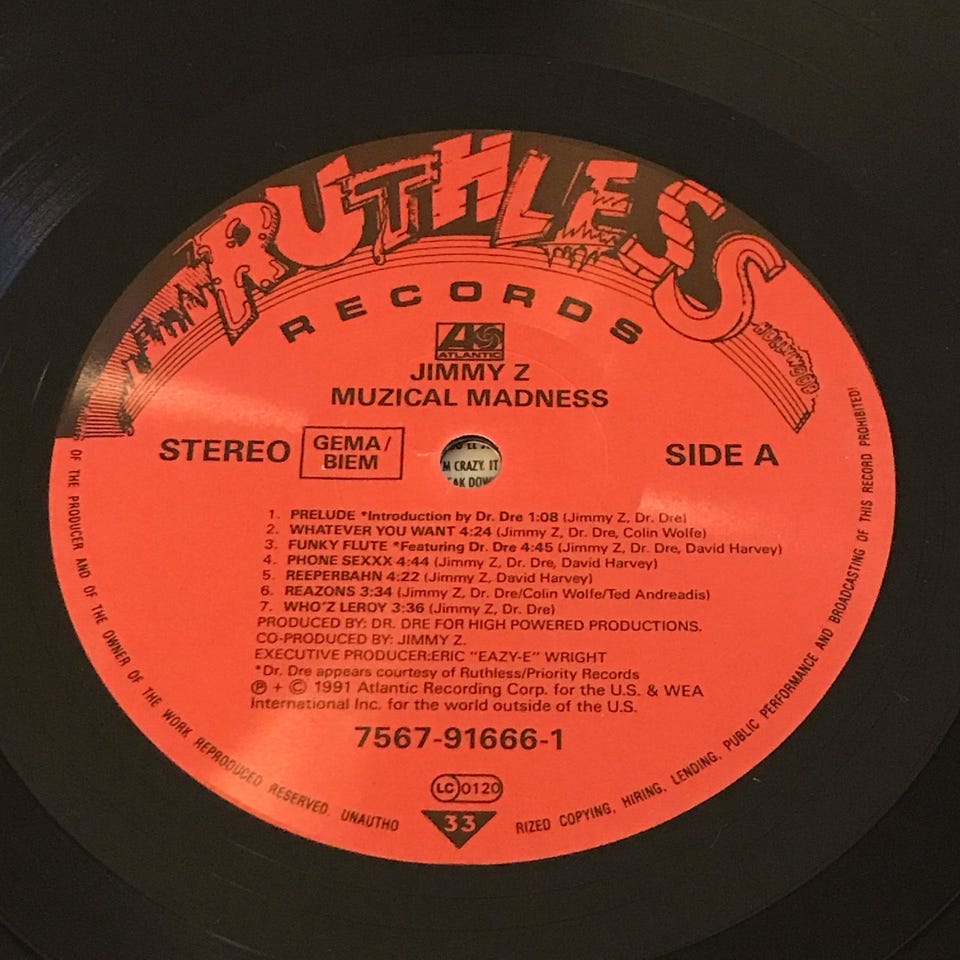 RUTHLESS
RECORDS
HOLLYWOOD
ATLANTIC
JIMMY Z
MUZICAL MADNESS
STEREO
GEMA/
BIEM
SIDE A
M CRAZY. IT
AK DOW
1. PRELUDE *Introduction by Dr. Dre 1:08 (Jimmy Z, Dr. Dre)
2. WHATEVER YOU WANT 4:24 (Jimmy Z, Dr. Dre, Colin Wolfe)
3. FUNKY FLUTE *Featuring Dr. Dre 4:45 (Jimmy Z, Dr. Dre, David Harvey)
4. PHONE SEXXX 4:44 (Jimmy Z, Dr. Dre, David Harvey)
5. REEPERBAHN 4:22 (Jimmy Z, David Harvey)
6. REAZONS 3:34 (Jimmy Z, Dr. Dre/Colin Wolfe/Ted Andreadis)
7. WHO'Z LEROY 3:36 (Jimmy Z, Dr. Dre)
PRODUCED BY: DR. DRE FOR HIGH POWERED PRODUCTIONS.
CO-PRODUCED BY: JIMMY Z.
EXECUTIVE PRODUCER:ERIC "EAZY-E" WRIGHT
*Dr. Dre appears courtesy of Ruthless/Priority Records
℗ + © 1991 Atlantic Recording Corp. for the U.S. & WEA
International Inc. for the world outside of the U.S.
7567-91666-1
LC 0120
33
OF THE PRODUCER AND OF THE OWNER OF THE WORK REPRODUCED RESERVED. UNAUTHO
RIZED COPYING, HIRING, LENDING, PUBLIC PERFORMANCE AND BROADCASTING OF THIS RECORD PROHIBITED!